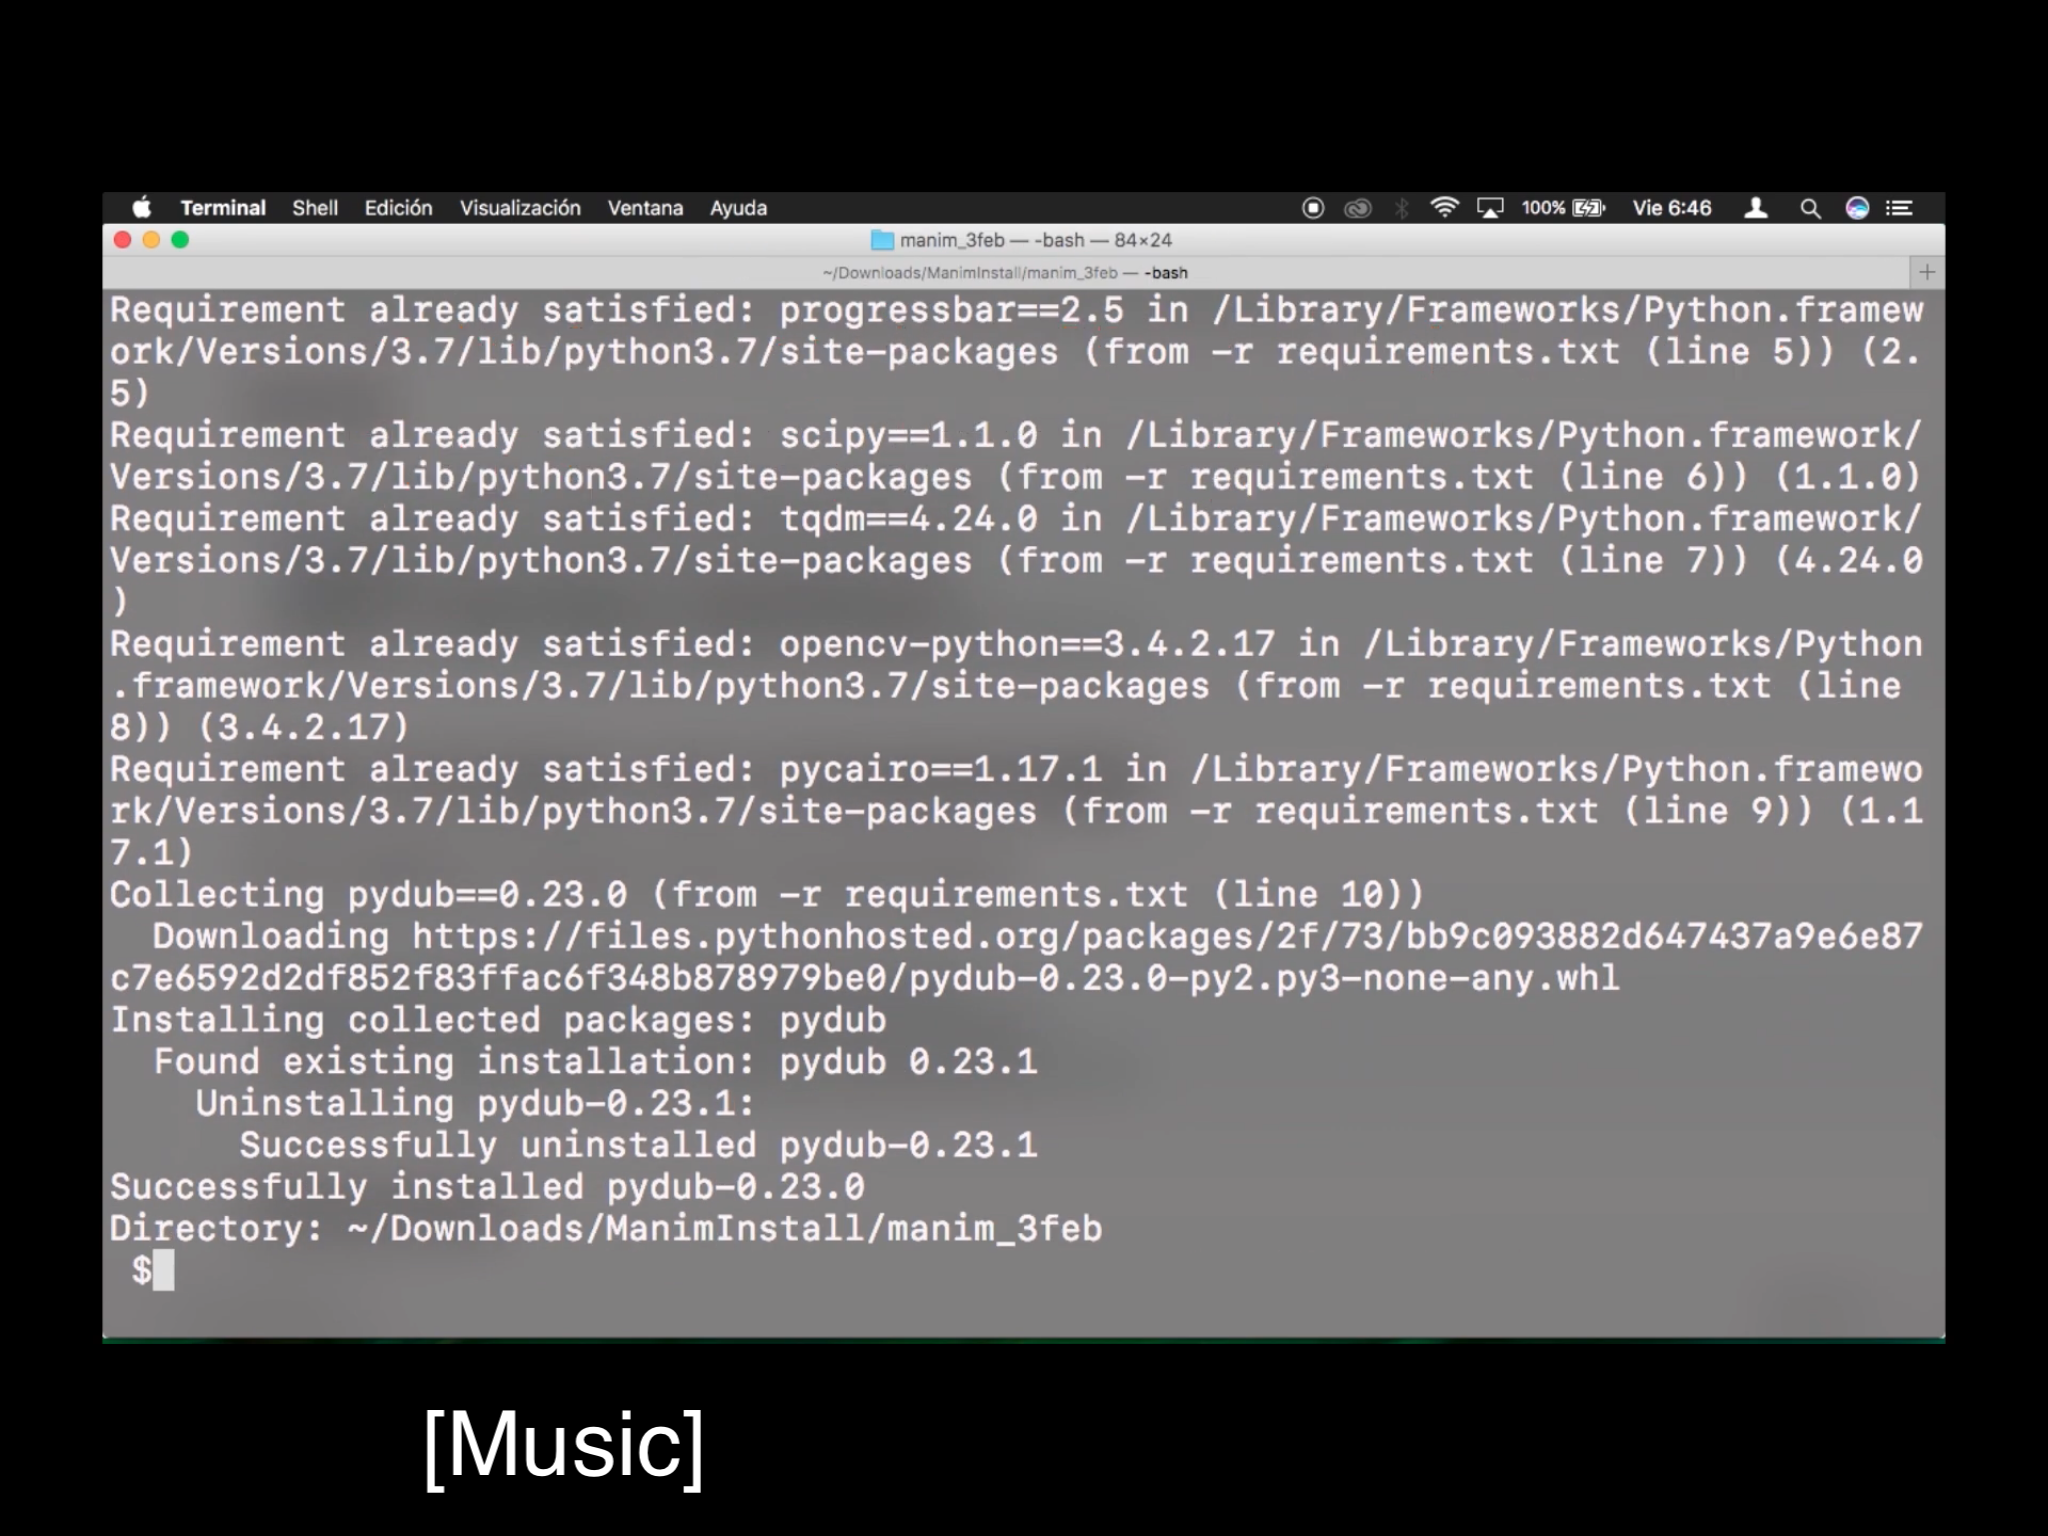 Terminal Shell Edición Visualización Ventana Ayuda 100% Vie 6:46
manim_3feb — -bash — 84×24
~/Downloads/ManimInstall/manim_3feb — -bash
Requirement already satisfied: progressbar==2.5 in /Library/Frameworks/Python.framew
ork/Versions/3.7/lib/python3.7/site-packages (from -r requirements.txt (line 5)) (2.
5)
Requirement already satisfied: scipy==1.1.0 in /Library/Frameworks/Python.framework/
Versions/3.7/lib/python3.7/site-packages (from -r requirements.txt (line 6)) (1.1.0)
Requirement already satisfied: tqdm==4.24.0 in /Library/Frameworks/Python.framework/
Versions/3.7/lib/python3.7/site-packages (from -r requirements.txt (line 7)) (4.24.0
)
Requirement already satisfied: opencv-python==3.4.2.17 in /Library/Frameworks/Python
.framework/Versions/3.7/lib/python3.7/site-packages (from -r requirements.txt (line
8)) (3.4.2.17)
Requirement already satisfied: pycairo==1.17.1 in /Library/Frameworks/Python.framewo
rk/Versions/3.7/lib/python3.7/site-packages (from -r requirements.txt (line 9)) (1.1
7.1)
Collecting pydub==0.23.0 (from -r requirements.txt (line 10))
Downloading https://files.pythonhosted.org/packages/2f/73/bb9c093882d647437a9e6e87
c7e6592d2df852f83ffac6f348b878979be0/pydub-0.23.0-py2.py3-none-any.whl
Installing collected packages: pydub
Found existing installation: pydub 0.23.1
Uninstalling pydub-0.23.1:
Successfully uninstalled pydub-0.23.1
Successfully installed pydub-0.23.0
Directory: ~/Downloads/ManimInstall/manim_3feb
$
[Music]